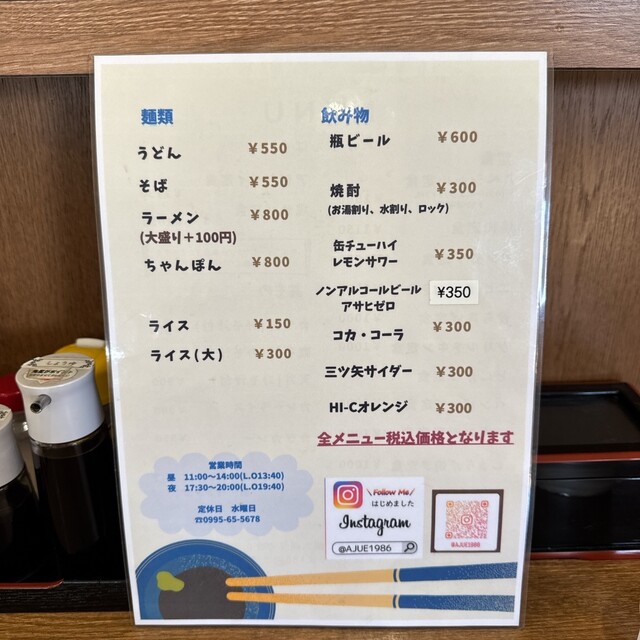 麺類
うどん ¥550
そば ¥550
ラーメン ¥800
(大盛り＋100円)
ちゃんぽん ¥800
ライス ¥150
ライス(大) ¥300
飲み物
瓶ビール ¥600
焼酎 ¥300
(お湯割り、水割り、ロック)
缶チューハイ
レモンサワー ¥350
ノンアルコールビール
アサヒゼロ ¥350
コカ・コーラ ¥300
三ツ矢サイダー ¥300
HI-Cオレンジ ¥300
全メニュー税込価格となります
営業時間
昼 11:00〜14:00(L.O13:40)
夜 17:30〜20:00(L.O19:40)
定休日 水曜日
☎0995-65-5678
\Follow Me/
はじめました
Instagram
@AJUE1986
@AJUE1986